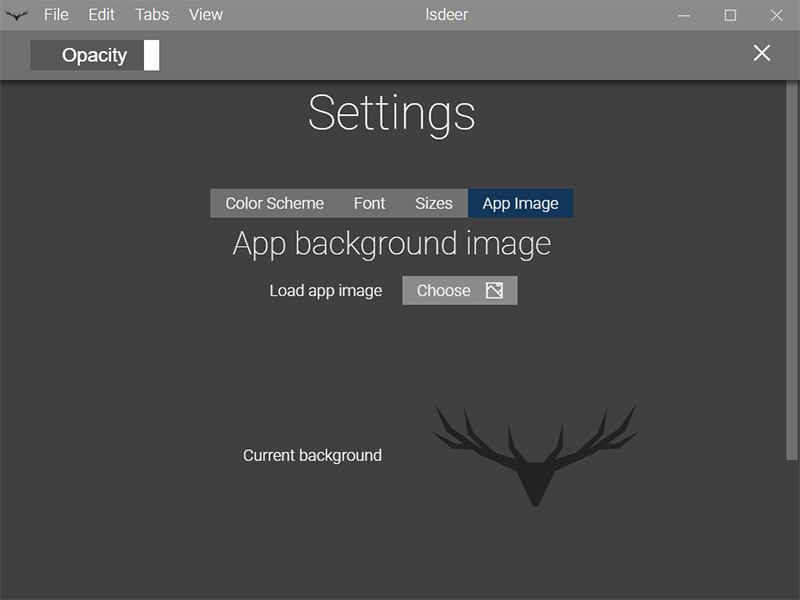 File Edit Tabs View lsdeer
Opacity
Settings
Color Scheme Font Sizes App Image
App background image
Load app image Choose
Current background